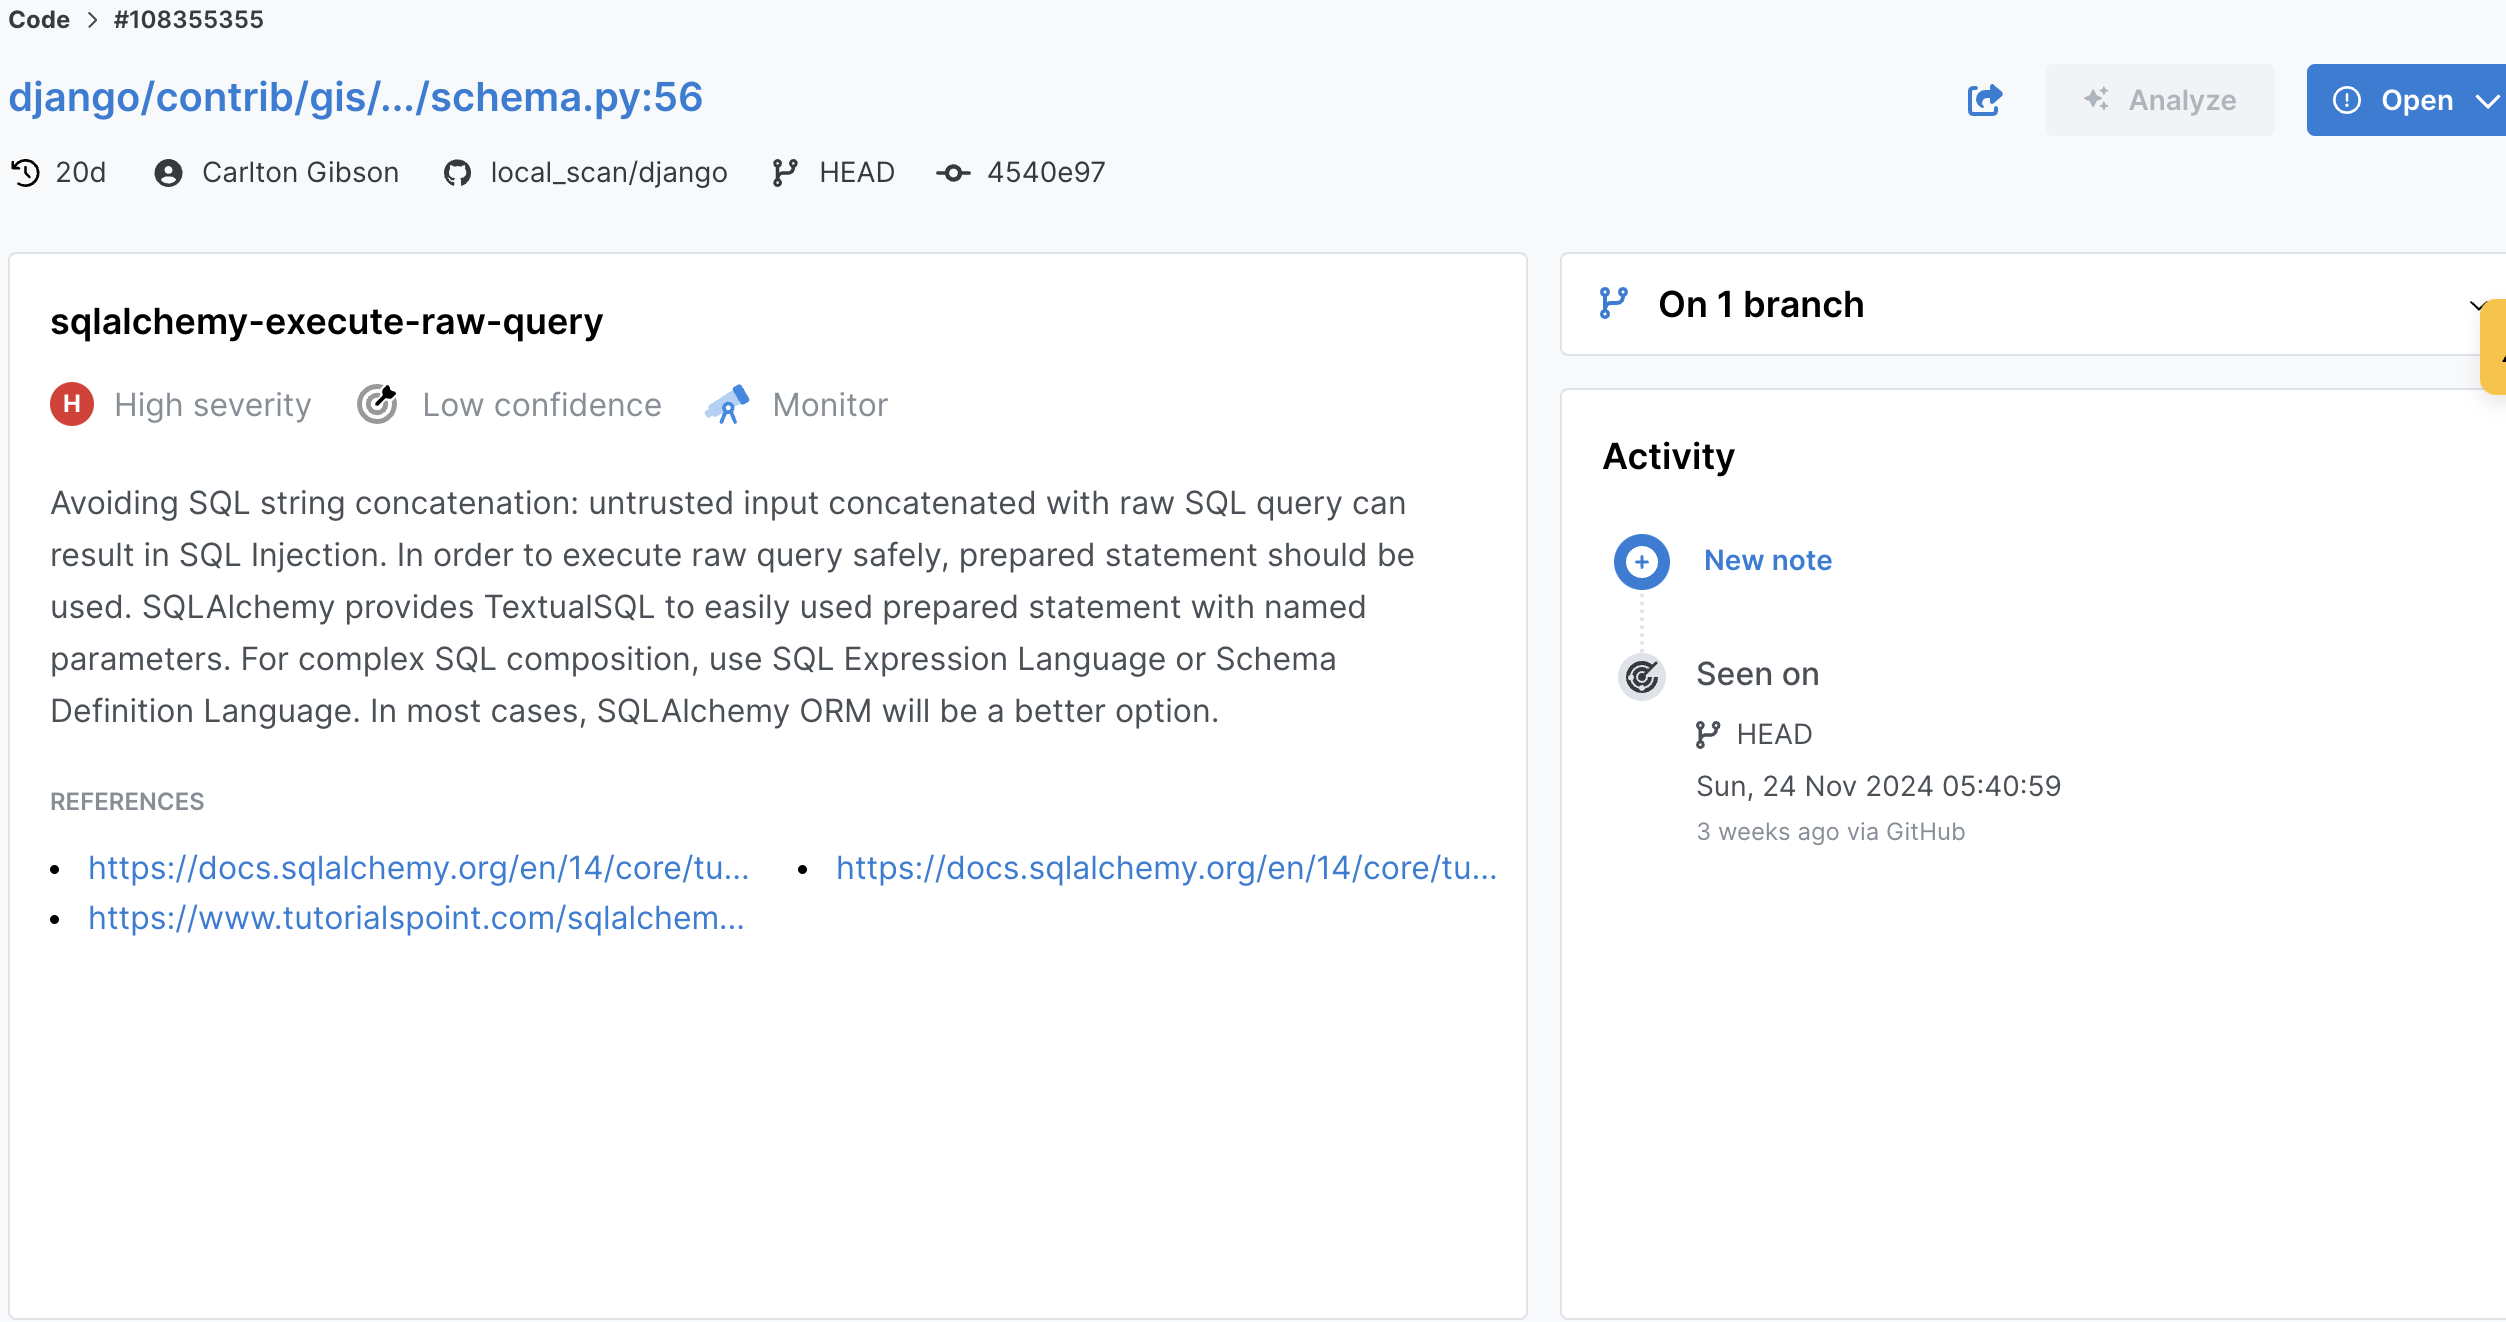 Code > #108355355
django/contrib/gis/.../schema.py:56
Analyze
Open
20d Carlton Gibson local_scan/django HEAD 4540e97
sqlalchemy-execute-raw-query
H High severity Low confidence Monitor
Avoiding SQL string concatenation: untrusted input concatenated with raw SQL query can
result in SQL Injection. In order to execute raw query safely, prepared statement should be
used. SQLAlchemy provides TextualSQL to easily used prepared statement with named
parameters. For complex SQL composition, use SQL Expression Language or Schema
Definition Language. In most cases, SQLAlchemy ORM will be a better option.
REFERENCES
• https://docs.sqlalchemy.org/en/14/core/tu...
• https://docs.sqlalchemy.org/en/14/core/tu...
• https://www.tutorialspoint.com/sqlalchem...
On 1 branch
Activity
New note
Seen on
HEAD
Sun, 24 Nov 2024 05:40:59
3 weeks ago via GitHub